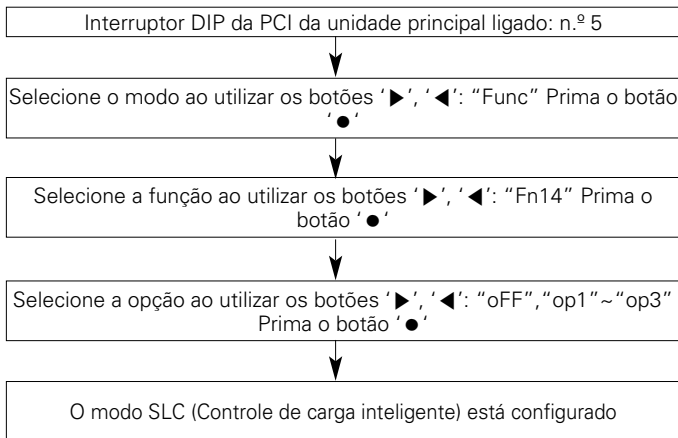 Interruptor DIP da PCI da unidade principal ligado: n.º 5
Selecione o modo ao utilizar os botões ‘▶’, ‘◀’: “Func” Prima o botão
‘●‘
Selecione a função ao utilizar os botões ‘▶’, ‘◀’: “Fn14” Prima o
botão ‘●‘
Selecione a opção ao utilizar os botões ‘▶’, ‘◀’: “oFF”,“op1”~“op3”
Prima o botão ‘●‘
O modo SLC (Controle de carga inteligente) está configurado